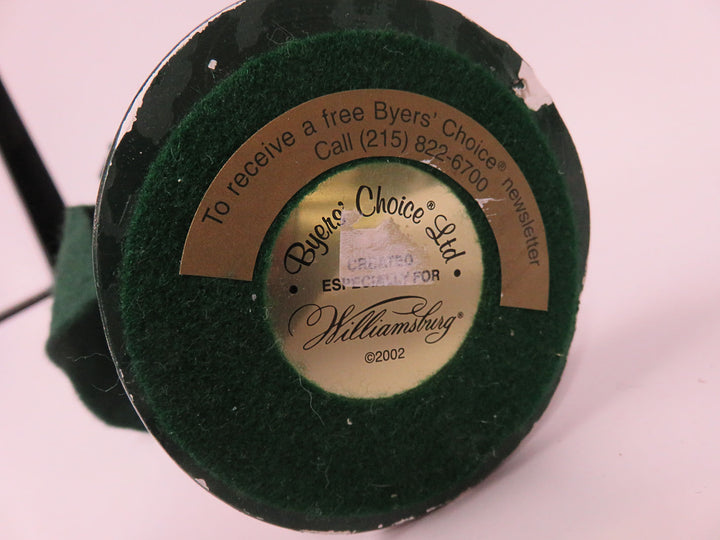 To receive a free Byers' Choice® newsletter
Call (215) 822-6700
Byers' Choice® Ltd
CREATED
ESPECIALLY FOR
Williamsburg®
©2002